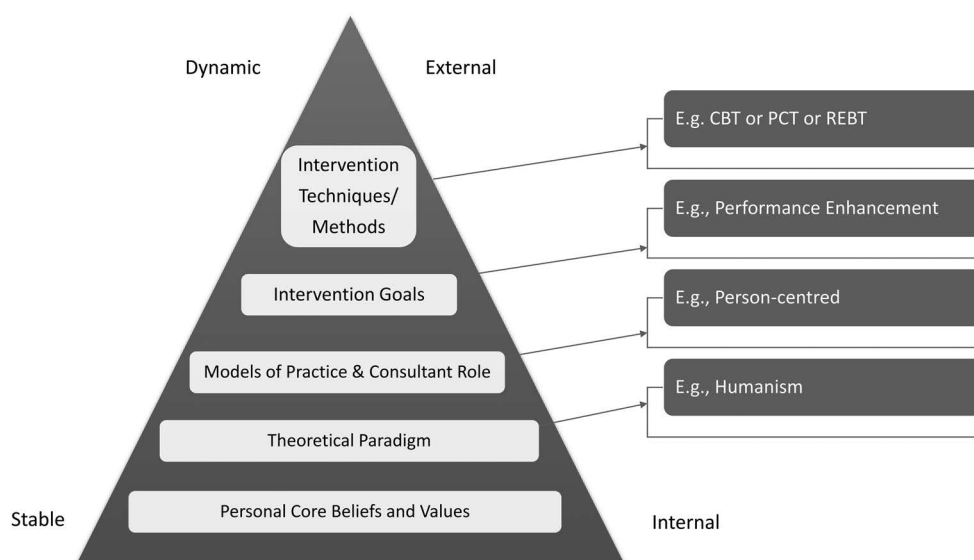 Dynamic
External
Intervention
Techniques/
Methods
Intervention Goals
Models of Practice & Consultant Role
Theoretical Paradigm
Personal Core Beliefs and Values
Stable
Internal
E.g. CBT or PCT or REBT
E.g., Performance Enhancement
E.g., Person-centred
E.g., Humanism